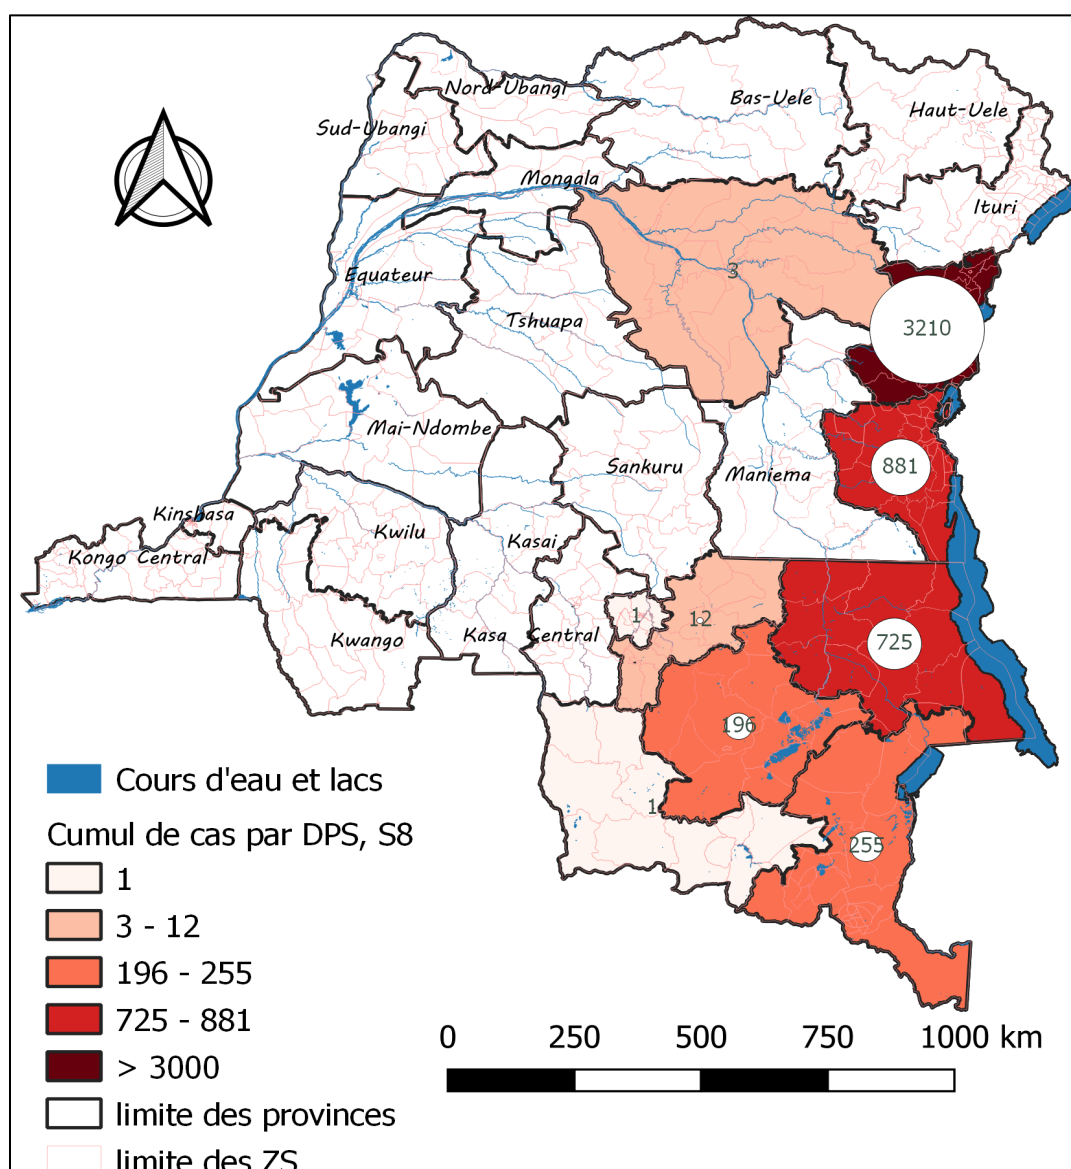 Nord-Ubangi
Bas-Uele
Haut-Uele
Sud-Ubangi
Mongala
Ituri
Equateur
3
Tshuapa
3210
Mai-Ndombe
Sankuru
Maniema
881
Kinshasa
Kwilu
Kasai
Kongo Central
1
12
Kwango
Kasa Central
725
196
1
255
Cours d'eau et lacs
Cumul de cas par DPS, S8
1
3 - 12
196 - 255
725 - 881
> 3000
limite des provinces
limite des ZS
0 250 500 750 1000 km